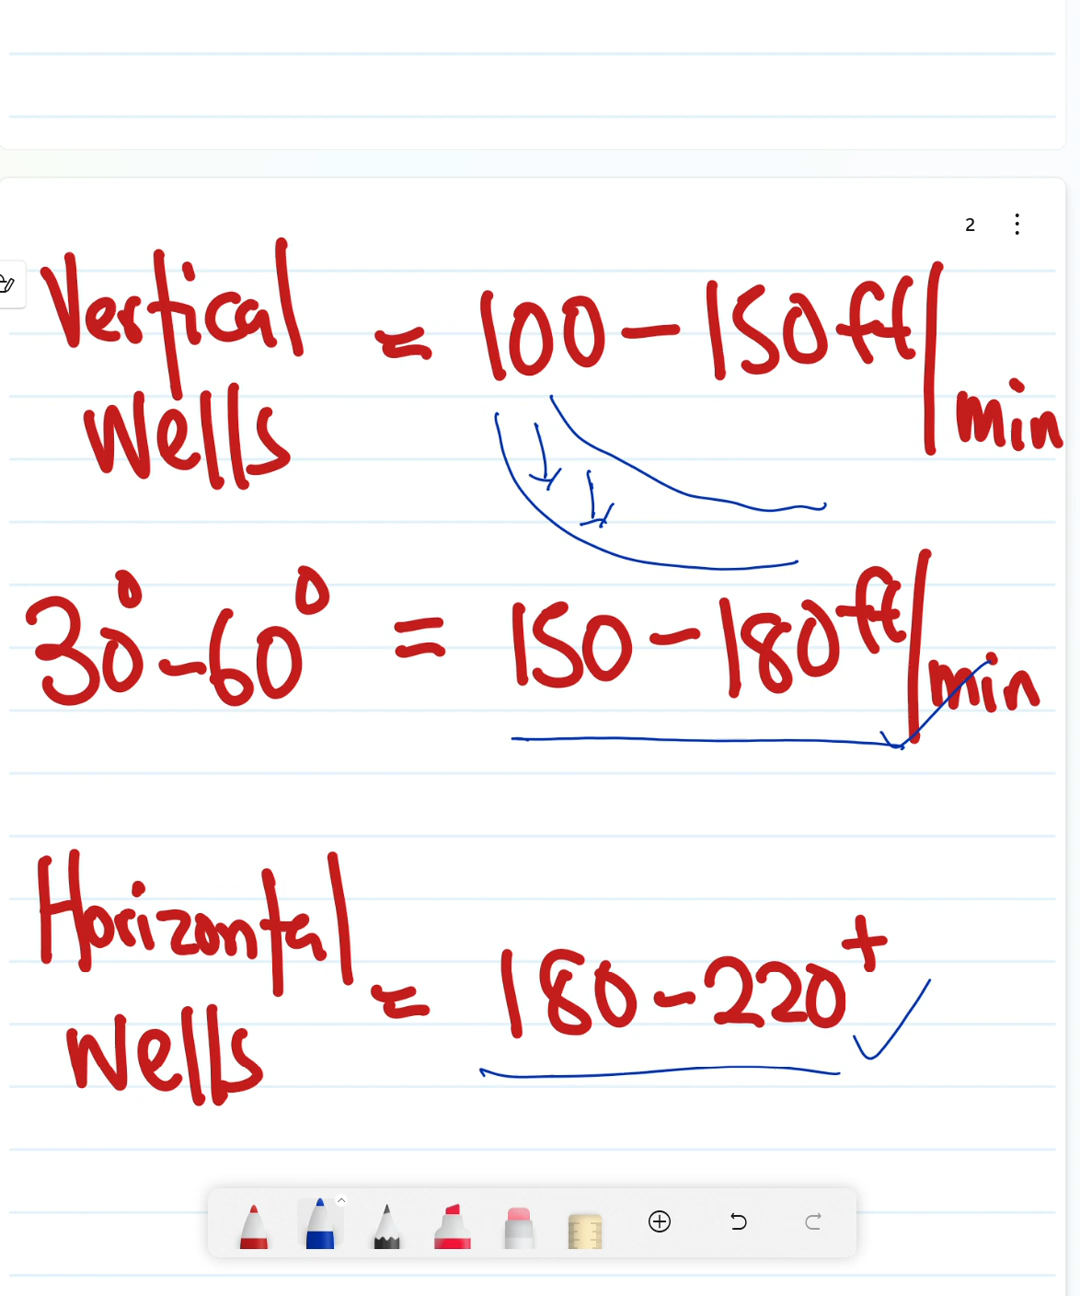 2
Vertical Wells = 100-150 ft/min
30°-60° = 150-180 ft/min
Horizontal Wells = 180-220+